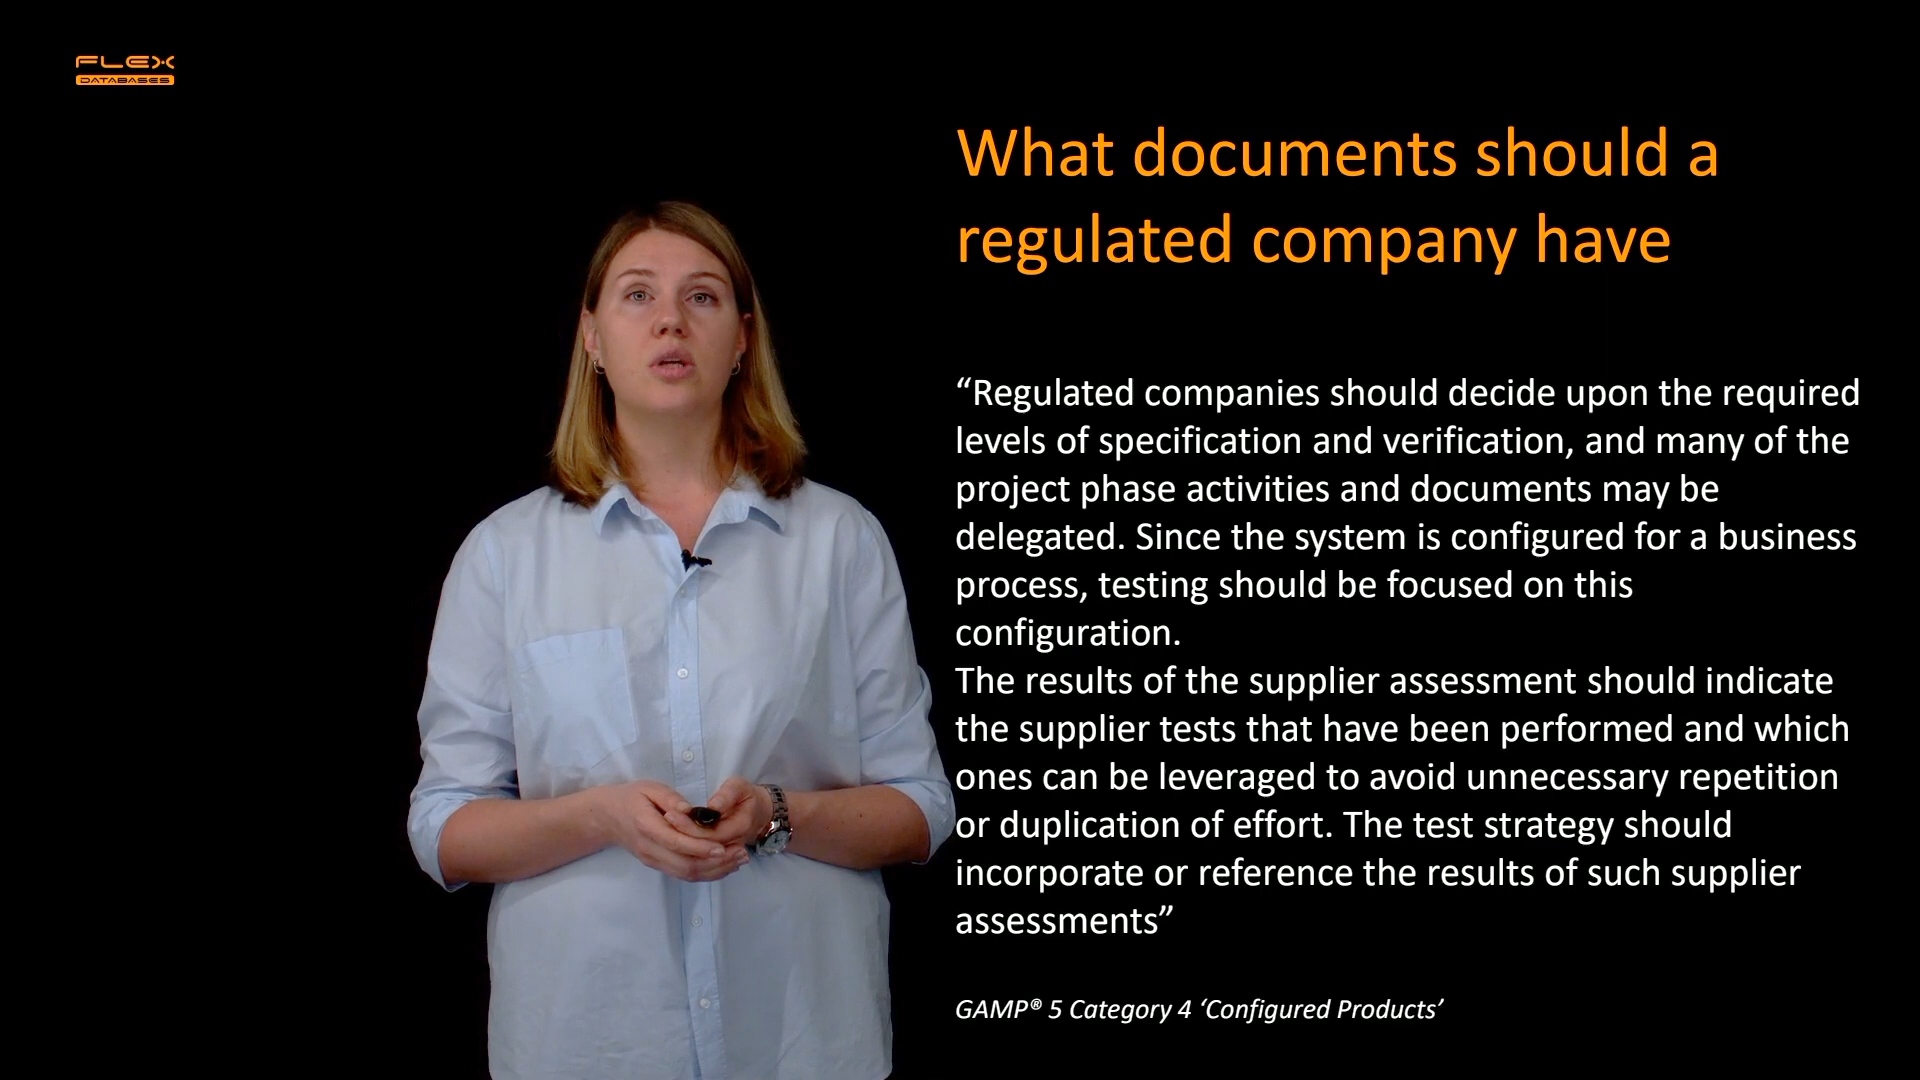 FLEX
DATABASES
What documents should a
regulated company have
“Regulated companies should decide upon the required
levels of specification and verification, and many of the
project phase activities and documents may be
delegated. Since the system is configured for a business
process, testing should be focused on this
configuration.
The results of the supplier assessment should indicate
the supplier tests that have been performed and which
ones can be leveraged to avoid unnecessary repetition
or duplication of effort. The test strategy should
incorporate or reference the results of such supplier
assessments”
GAMP® 5 Category 4 ‘Configured Products’